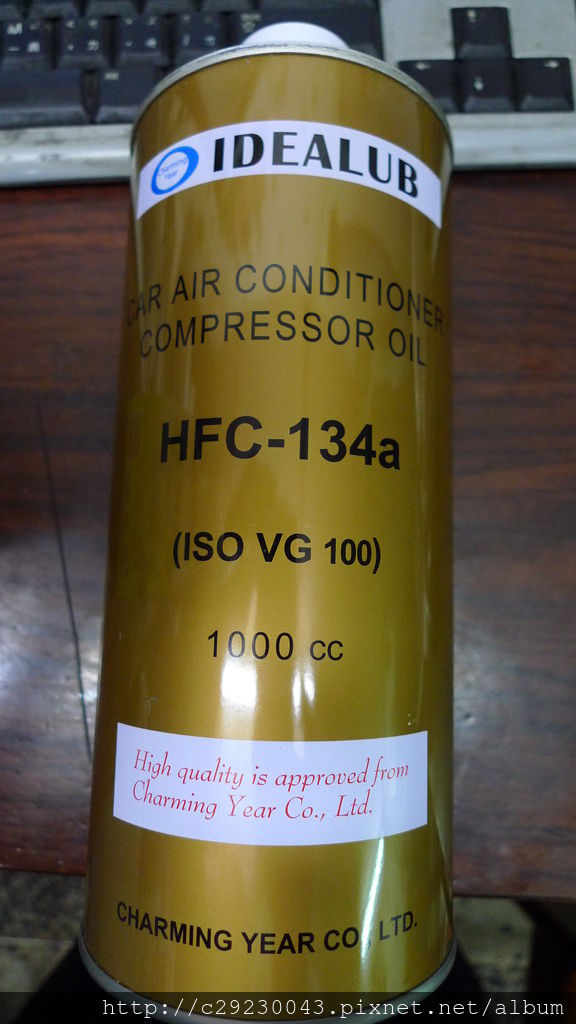 Charming
Year
IDEALUB
CAR AIR CONDITIONER
COMPRESSOR OIL
HFC-134a
(ISO VG 100)
1000 cc
High quality is approved from
Charming Year Co., Ltd.
CHARMING YEAR CO., LTD.
http://c29230043.pixnet.net/album